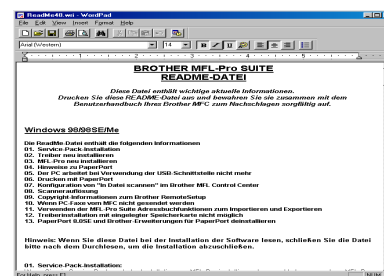 ReadMe40.wri - WordPad
File Edit View Insert Format Help
Arial (Western) 14
BROTHER MFL-Pro SUITE
README-DATEI
Diese Datei enthält wichtige aktuelle Informationen.
Drucken Sie diese README-Datei aus und bewahren Sie sie zusammen mit dem
Benutzerhandbuch Ihres Brother MFC zum Nachschlagen sorgfältig auf.
Windows 98/98SE/Me
Die ReadMe-Datei enthält die folgenden Informationen
01. Service-Pack-Installation
02. Treiber neu installieren
03. MFL-Pro neu installieren
04. Hinweise zu PaperPort
05. Der PC arbeitet bei Verwendung der USB-Schnittstelle nicht mehr
06. Drucken mit PaperPort
07. Konfiguration von "In Datei scannen" im Brother MFL Control Center
08. Scannerauflösung
09. Copyright-Informationen zum Brother RemoteSetup
10. Wenn PC-Faxe vom MFC nicht gesendet werden
11. Verwenden der MFL-Pro Suite Adressbuchfunktionen zum Importieren und Exportieren
12. Treiberinstallation mit eingelegter Speicherkarte nicht möglich
13. PaperPort 8.0SE und Brother-Erweiterungen für PaperPort deinstallieren
Hinweis: Wenn Sie diese Datei bei der Installation der Software lesen, schließen Sie die Datei
bitte nach dem Durchlesen, um die Installation abzuschließen.
01. Service-Pack-Installation:
For Help, press F1
NUM